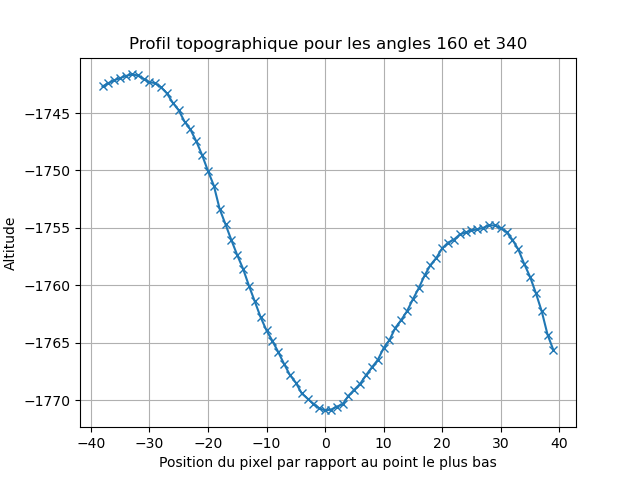 Profil topographique pour les angles 160 et 340
Altitude
−1745
−1750
−1755
−1760
−1765
−1770
−40 −30 −20 −10 0 10 20 30 40
Position du pixel par rapport au point le plus bas